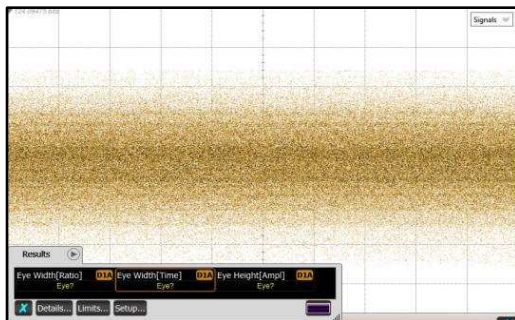 Signals
Results
Eye Width[Ratio] D1A Eye Width[Time] D1A Eye Height[Ampl] D1A
Eye? Eye? Eye?
X Details... Limits... Setup...